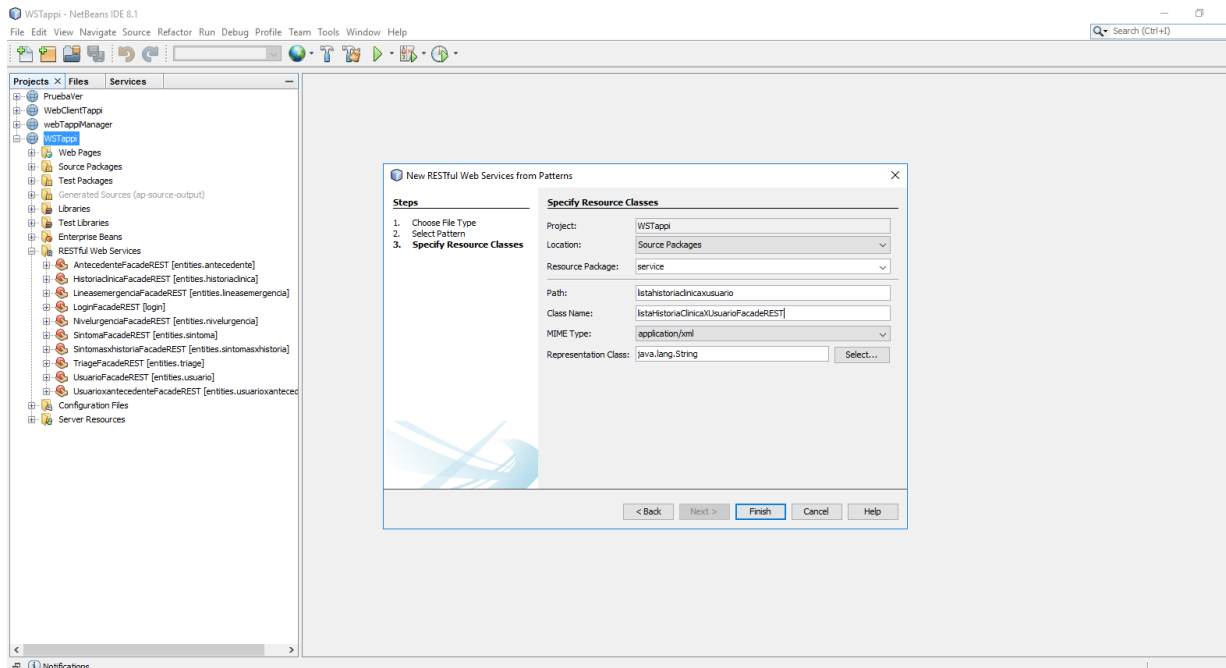 WSTappi - NetBeans IDE 8.1
File Edit View Navigate Source Refactor Run Debug Profile Team Tools Window Help
Search (Ctrl+I)
Projects Files Services
PruebaVer
WebClientTappi
webTappiManager
WSTappi
Web Pages
Source Packages
Test Packages
Generated Sources (ap-source-output)
Libraries
Test Libraries
Enterprise Beans
RESTful Web Services
AntecedenteFacadeREST [entities.antecedente]
HistoriaclinicaFacadeREST [entities.historiaclinica]
LineasemergenciaFacadeREST [entities.lineasemergencia]
LoginFacadeREST [login]
NivelurgenciaFacadeREST [entities.nivelurgencia]
SintomaFacadeREST [entities.sintoma]
SintomasxhistoriaFacadeREST [entities.sintomasxhistoria]
TriageFacadeREST [entities.triage]
UsuarioFacadeREST [entities.usuario]
UsuarioxantecedenteFacadeREST [entities.usuarioxanteced
Configuration Files
Server Resources
New RESTful Web Services from Patterns
Steps
1. Choose File Type
2. Select Pattern
3. Specify Resource Classes
Specify Resource Classes
Project: WSTappi
Location: Source Packages
Resource Package: service
Path: listahistoriaclinicaxusuario
Class Name: listaHistoriaClinicaXUsuarioFacadeREST
MIME Type: application/xml
Representation Class: java.lang.String Select...
< Back Next > Finish Cancel Help
Notifications